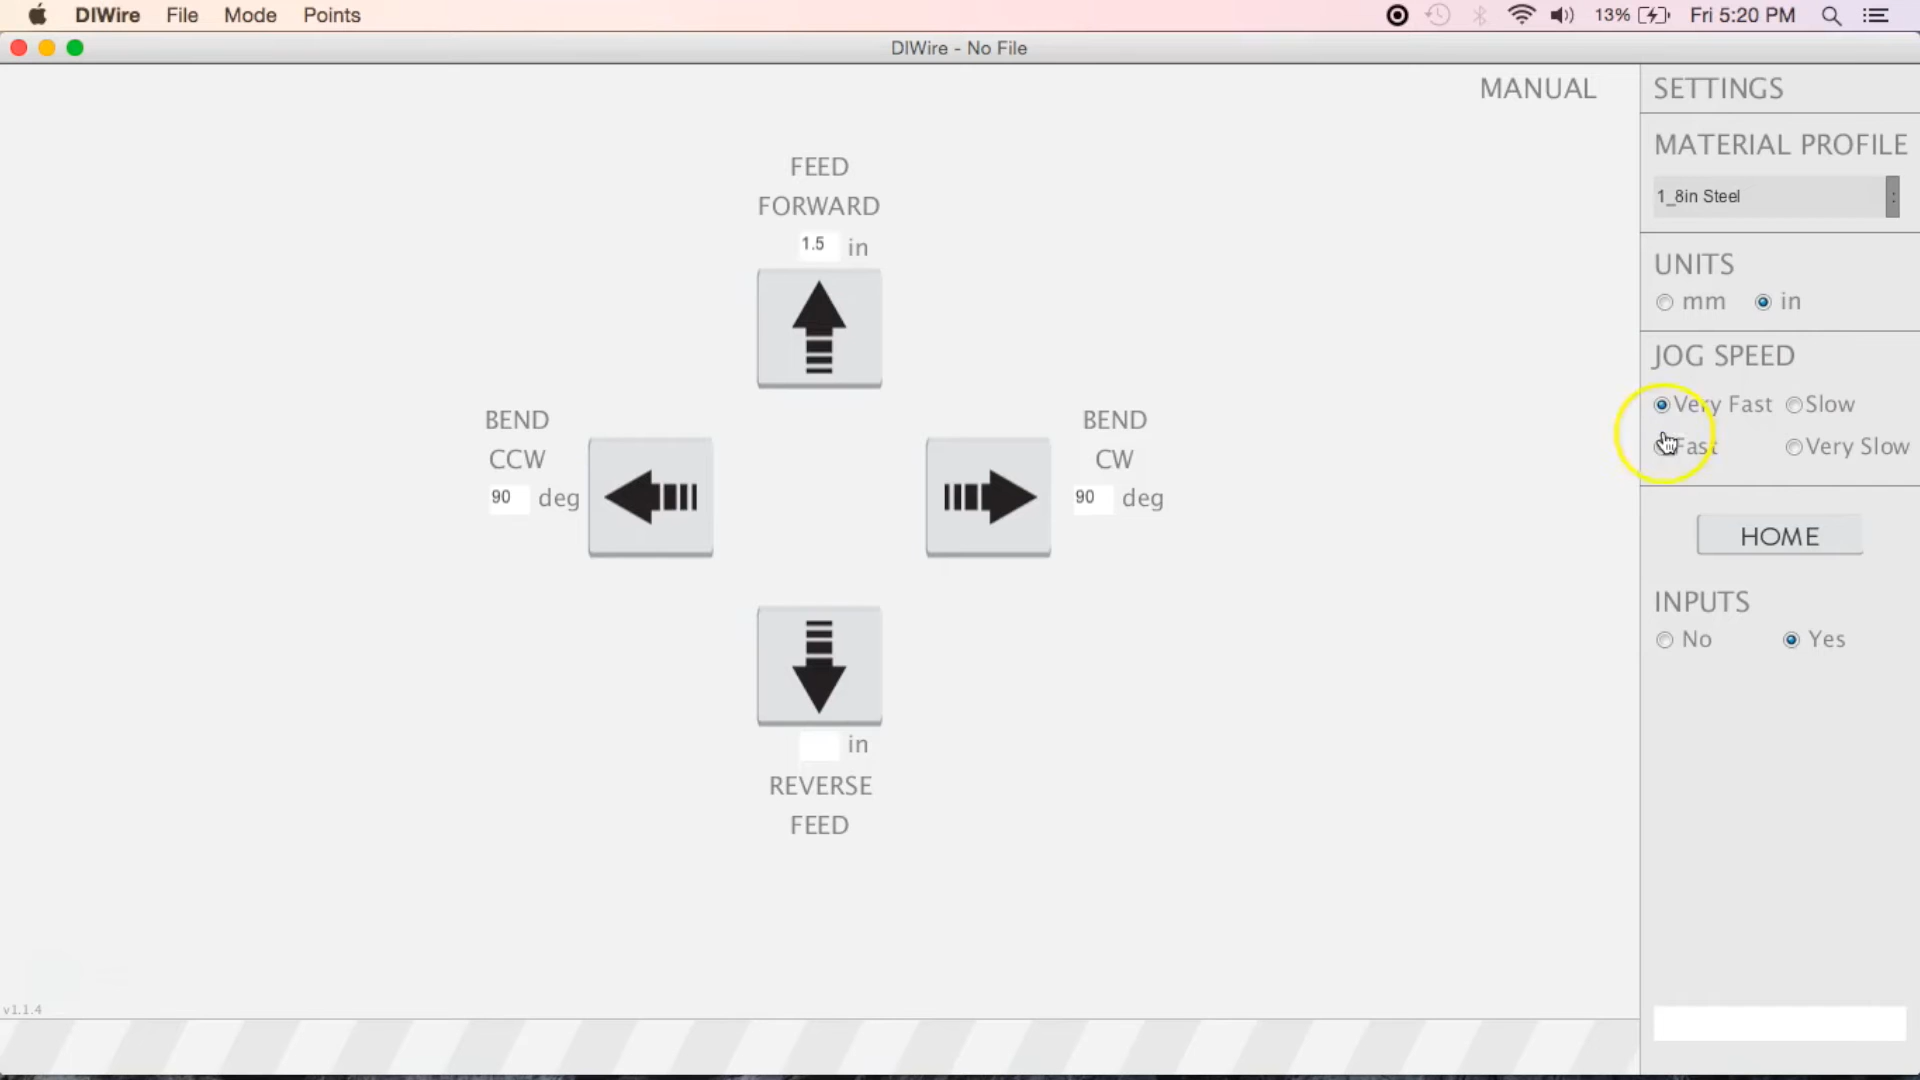 DIWire File Mode Points 13% Fri 5:20 PM
DIWire - No File
MANUAL
SETTINGS
MATERIAL PROFILE
1_8in Steel :
UNITS
mm in
JOG SPEED
Very Fast Slow
Fast Very Slow
HOME
INPUTS
No Yes
FEED
FORWARD
1.5 in
BEND
CCW
90 deg
BEND
CW
90 deg
in
REVERSE
FEED
v1.1.4